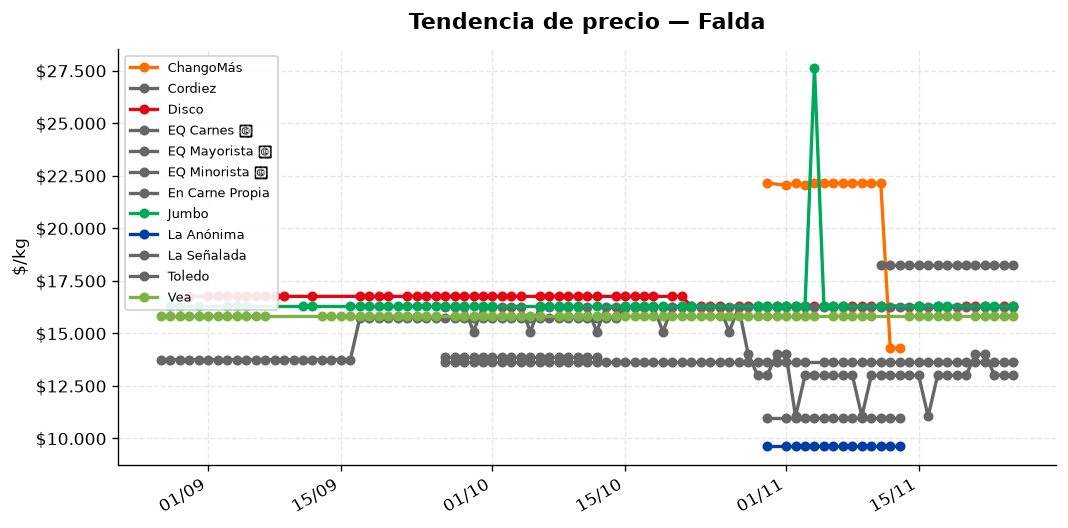 Tendencia de precio — Falda
$/kg
$27.500
$25.000
$22.500
$20.000
$17.500
$15.000
$12.500
$10.000
ChangoMás
Cordiez
Disco
EQ Carnes
EQ Mayorista
EQ Minorista
En Carne Propia
Jumbo
La Anónima
La Señalada
Toledo
Vea
01/09
15/09
01/10
15/10
01/11
15/11